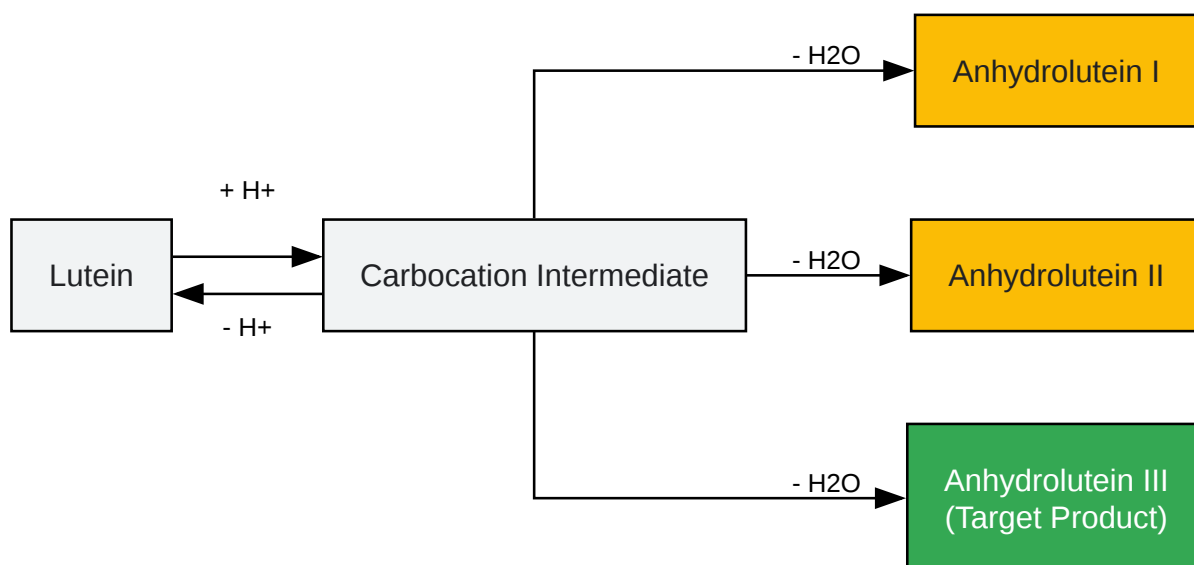 - H2O
Anhydrolutein I
+ H+
Lutein
Carbocation Intermediate
- H2O
Anhydrolutein II
- H+
- H2O
Anhydrolutein III
(Target Product)